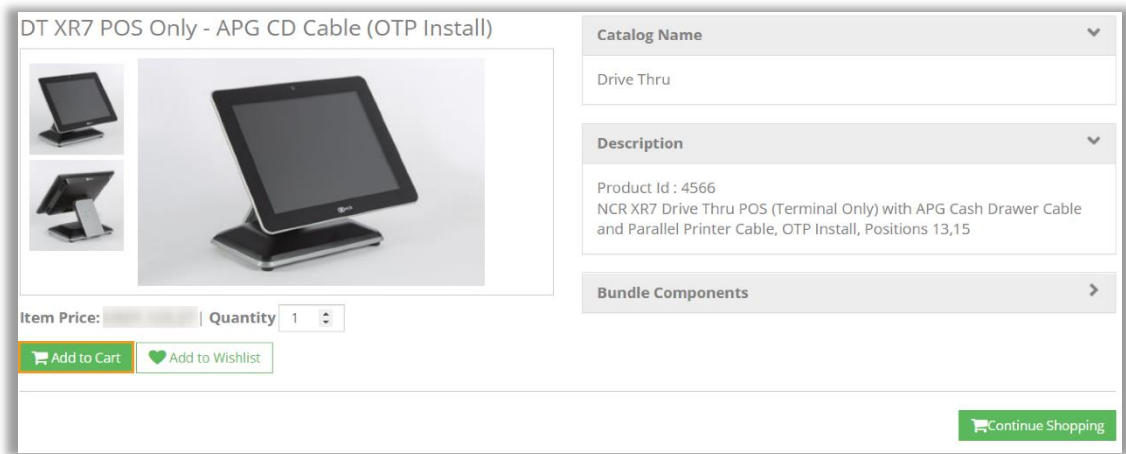 DT XR7 POS Only - APG CD Cable (OTP Install)
Item Price:
| Quantity 1
Add to Cart
Add to Wishlist
Catalog Name
Drive Thru
Description
Product Id : 4566
NCR XR7 Drive Thru POS (Terminal Only) with APG Cash Drawer Cable
and Parallel Printer Cable, OTP Install, Positions 13,15
Bundle Components
Continue Shopping